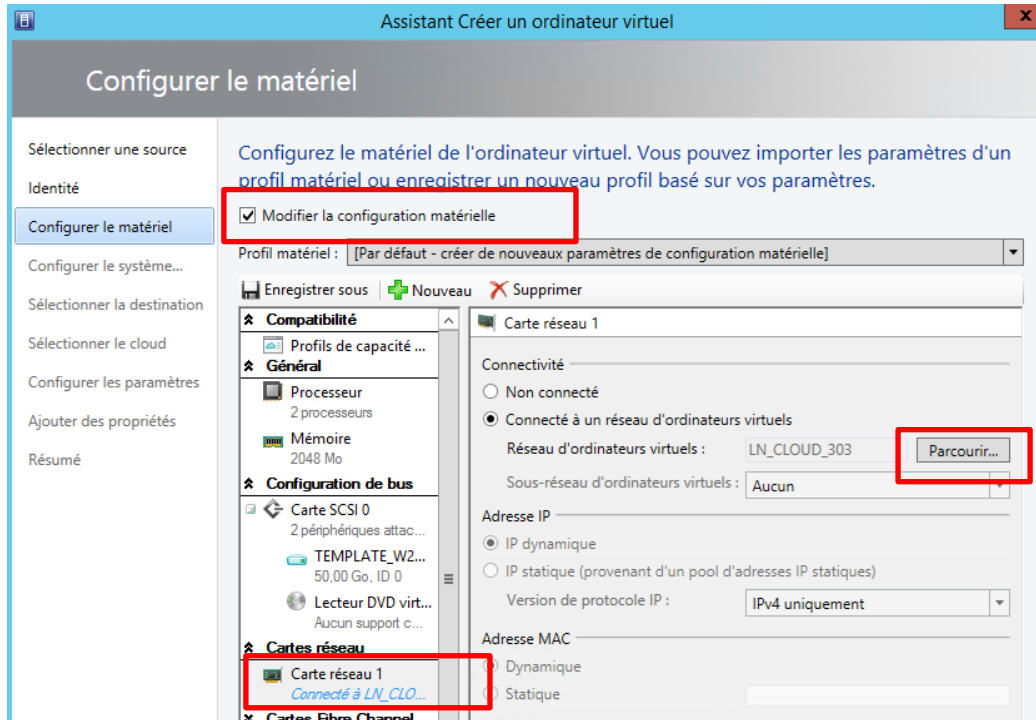 Assistant Créer un ordinateur virtuel
x
Configurer le matériel
Sélectionner une source
Identité
Configurer le matériel
Configurer le système...
Sélectionner la destination
Sélectionner le cloud
Configurer les paramètres
Ajouter des propriétés
Résumé
Configurez le matériel de l'ordinateur virtuel. Vous pouvez importer les paramètres d'un
profil matériel ou enregistrer un nouveau profil basé sur vos paramètres.
Modifier la configuration matérielle
Profil matériel : [Par défaut - créer de nouveaux paramètres de configuration matérielle]
Enregistrer sous Nouveau Supprimer
Compatibilité
Profils de capacité ...
Général
Processeur
2 processeurs
Mémoire
2048 Mo
Configuration de bus
Carte SCSI 0
2 périphériques attac...
TEMPLATE_W2...
50,00 Go, ID 0
Lecteur DVD virt...
Aucun support c...
Cartes réseau
Carte réseau 1
Connecté à LN_CLO...
Cartes Fibre Channel
Carte réseau 1
Connectivité
Non connecté
Connecté à un réseau d'ordinateurs virtuels
Réseau d'ordinateurs virtuels : LN_CLOUD_303 Parcourir...
Sous-réseau d'ordinateurs virtuels : Aucun
Adresse IP
IP dynamique
IP statique (provenant d'un pool d'adresses IP statiques)
Version de protocole IP : IPv4 uniquement
Adresse MAC
Dynamique
Statique